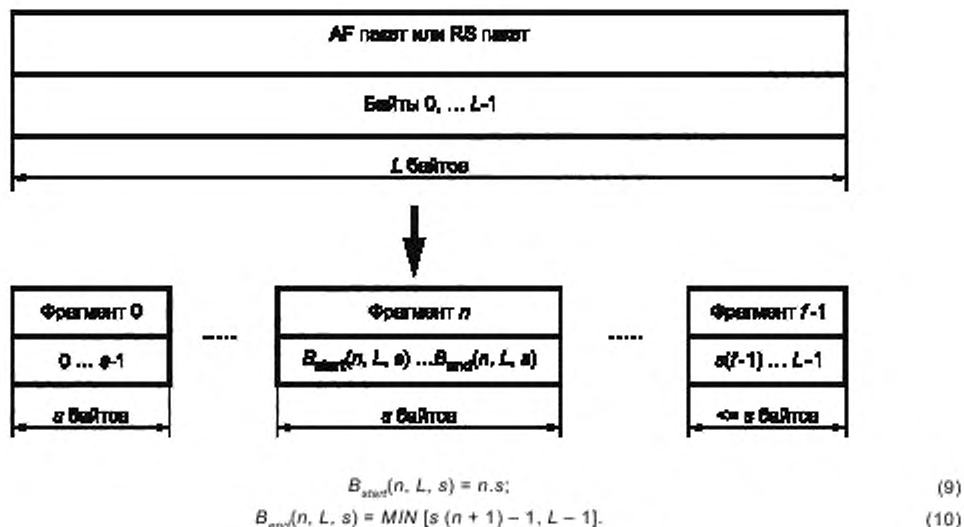 AF пакет или RS пакет
Байты 0, ... L-1
L байтов
Фрагмент 0 ..... Фрагмент n ..... Фрагмент f-1
0 ... s-1 B_start(n, L, s) ...B_end(n, L, s) s(f-1) ... L-1
s байтов s байтов <= s байтов
B_start(n, L, s) = n.s; (9)
B_end(n, L, s) = MIN [s (n + 1) – 1, L – 1]. (10)